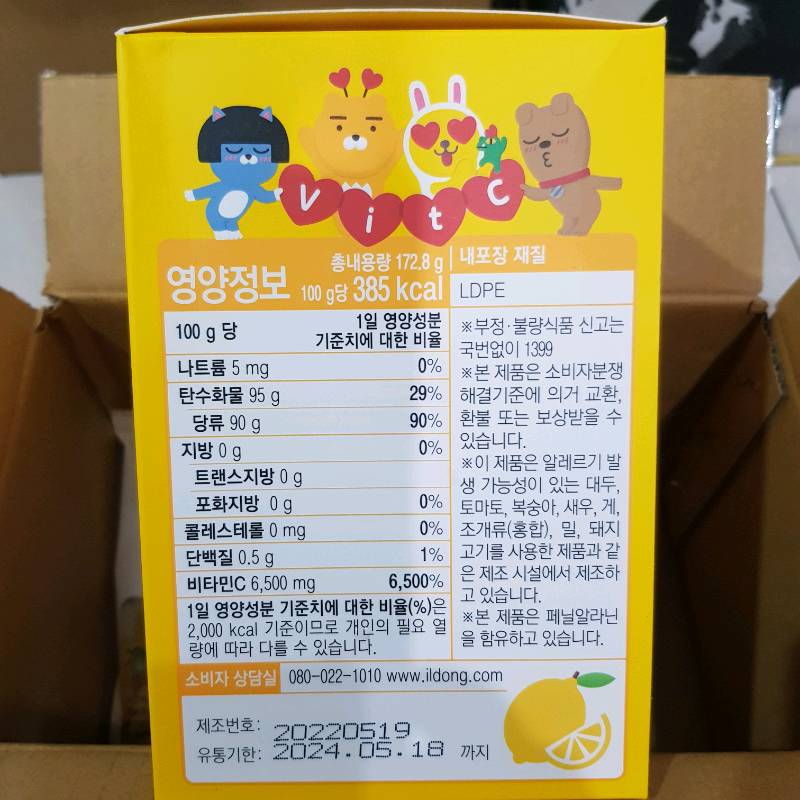 Vit C
영양정보
총내용량 172.8 g
100 g당 385 kcal
100 g 당
1일 영양성분
기준치에 대한 비율
나트륨 5 mg 0%
탄수화물 95 g 29%
당류 90 g 90%
지방 0 g 0%
트랜스지방 0 g
포화지방 0 g 0%
콜레스테롤 0 mg 0%
단백질 0.5 g 1%
비타민C 6,500 mg 6,500%
1일 영양성분 기준치에 대한 비율(%)은
2,000 kcal 기준이므로 개인의 필요 열
량에 따라 다를 수 있습니다.
내포장 재질
LDPE
※부정·불량식품 신고는
국번없이 1399
※본 제품은 소비자분쟁
해결기준에 의거 교환,
환불 또는 보상받을 수
있습니다.
※이 제품은 알레르기 발
생 가능성이 있는 대두,
토마토, 복숭아, 새우, 게,
조개류(홍합), 밀, 돼지
고기를 사용한 제품과 같
은 제조 시설에서 제조하
고 있습니다.
※본 제품은 페닐알라닌
을 함유하고 있습니다.
소비자 상담실 080-022-1010 www.ildong.com
제조번호: 20220519
유통기한: 2024.05.18 까지